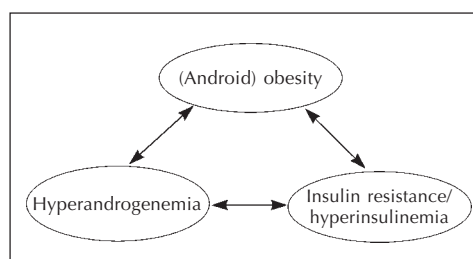 (Android) obesity
Hyperandrogenemia
Insulin resistance/
hyperinsulinemia